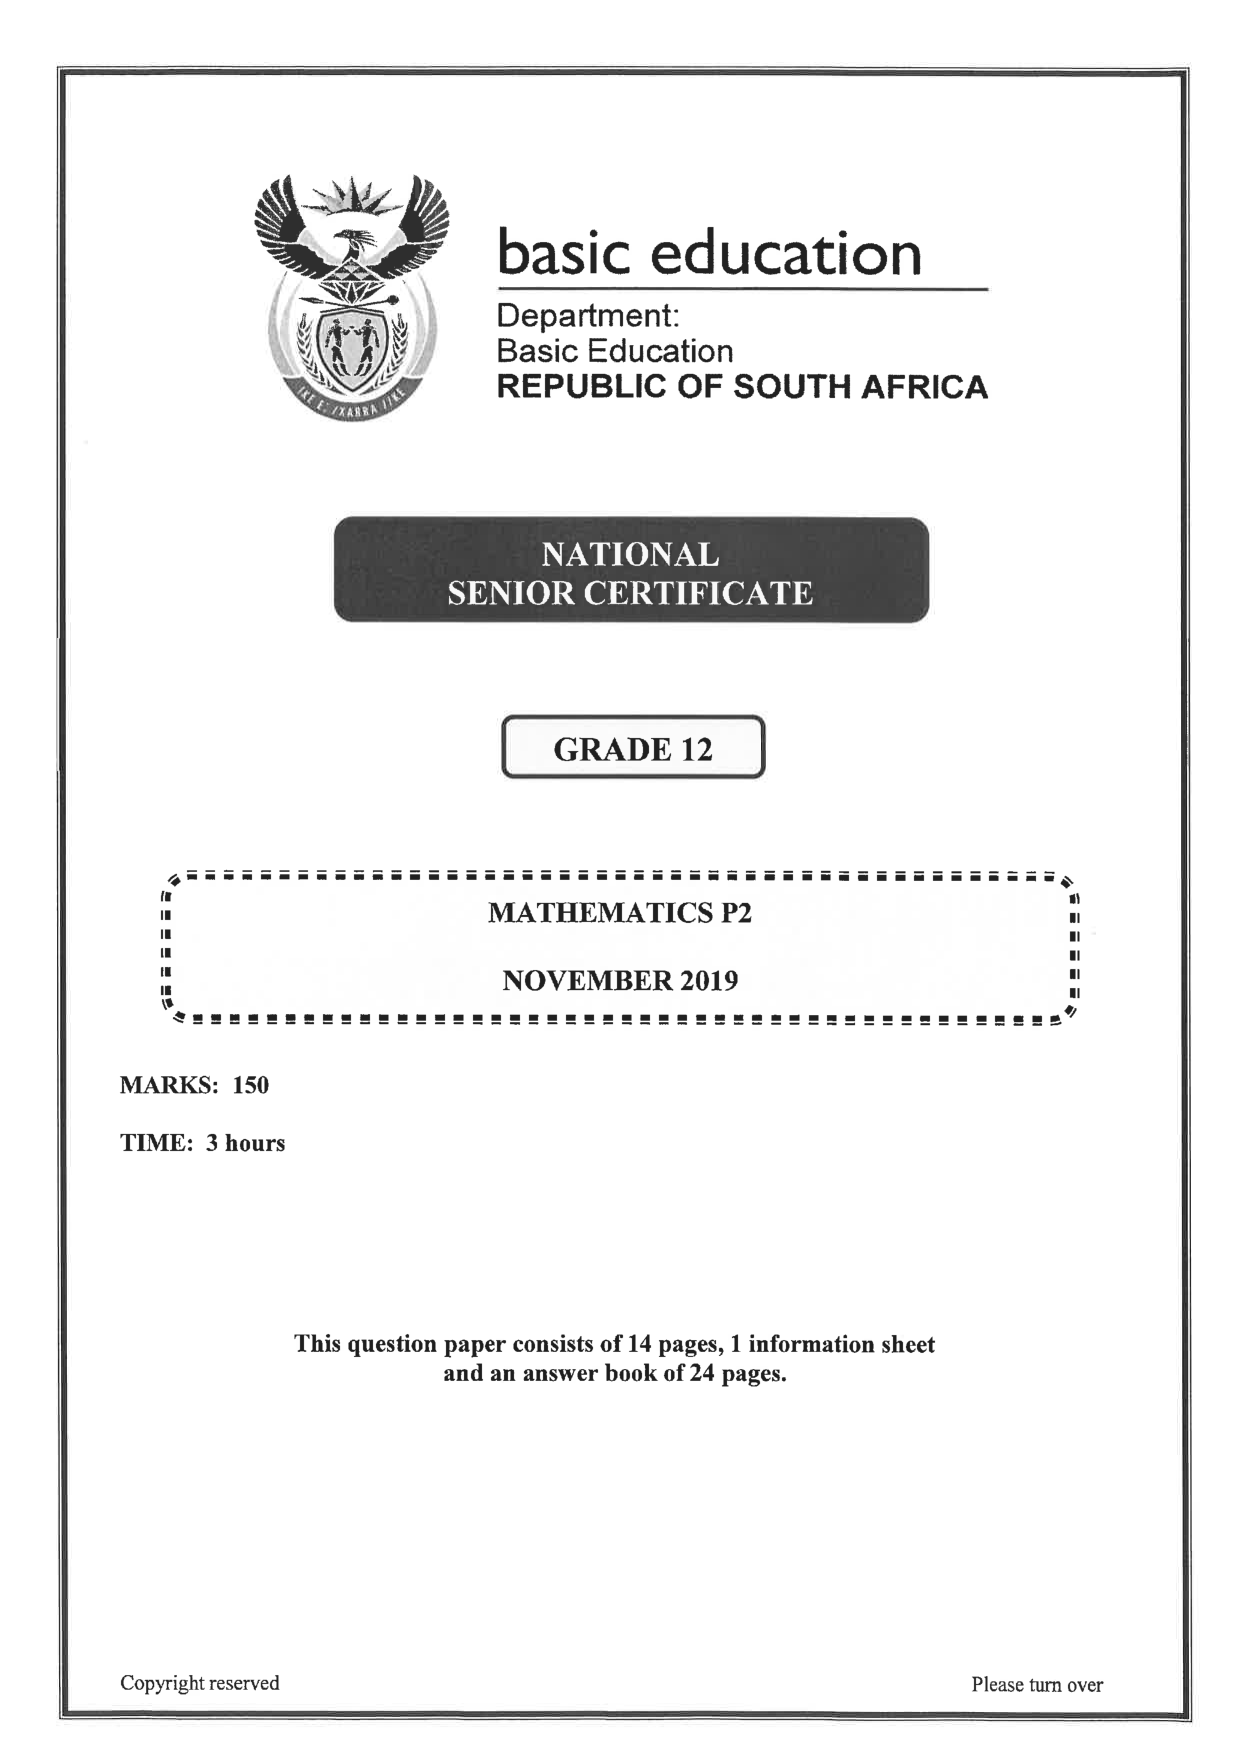 basic education
Department:
Basic Education
REPUBLIC OF SOUTH AFRICA
NATIONAL
SENIOR CERTIFICATE
GRADE 12
MATHEMATICS P2
NOVEMBER 2019
MARKS: 150
TIME: 3 hours
This question paper consists of 14 pages, 1 information sheet
and an answer book of 24 pages.
Copyright reserved
Please turn over